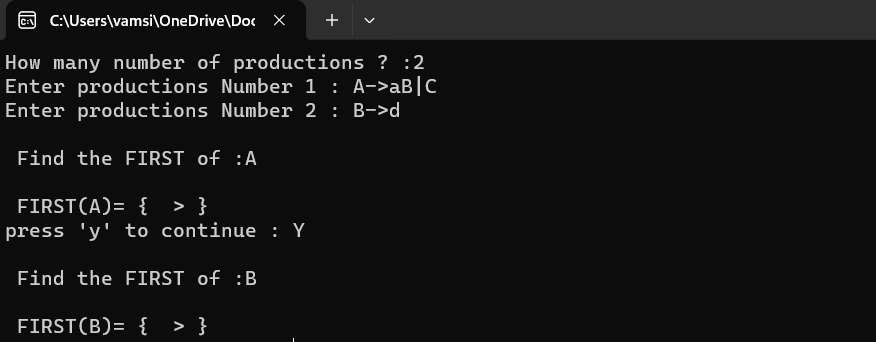 C:\Users\vamsi\OneDrive\Doc
How many number of productions ? :2
Enter productions Number 1 : A->aB|C
Enter productions Number 2 : B->d
Find the FIRST of :A
FIRST(A)= {  > }
press 'y' to continue : Y
Find the FIRST of :B
FIRST(B)= {  > }